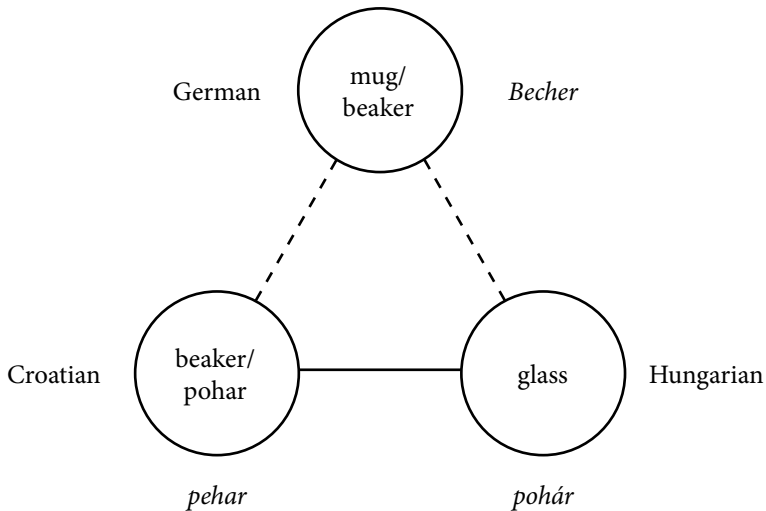 mug/
beaker
German
Becher
beaker/
pohar
Croatian
glass
Hungarian
pehar
pohár